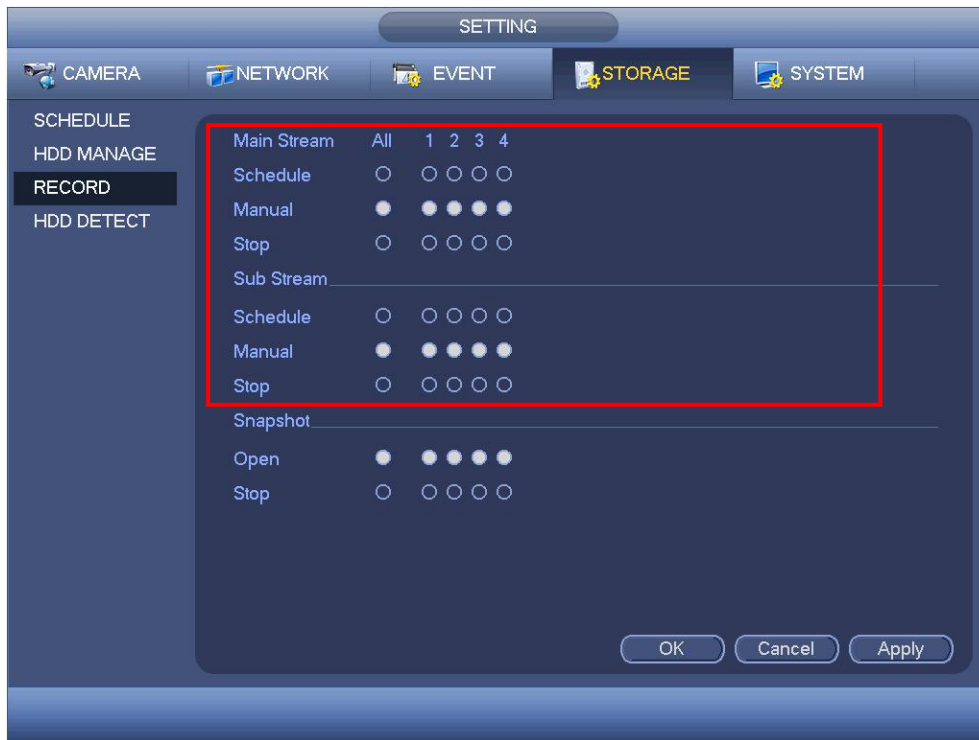 SETTING
CAMERA NETWORK EVENT STORAGE SYSTEM
SCHEDULE
HDD MANAGE
RECORD
HDD DETECT
Main Stream All 1 2 3 4
Schedule
Manual
Stop
Sub Stream
Schedule
Manual
Stop
Snapshot
Open
Stop
OK Cancel Apply